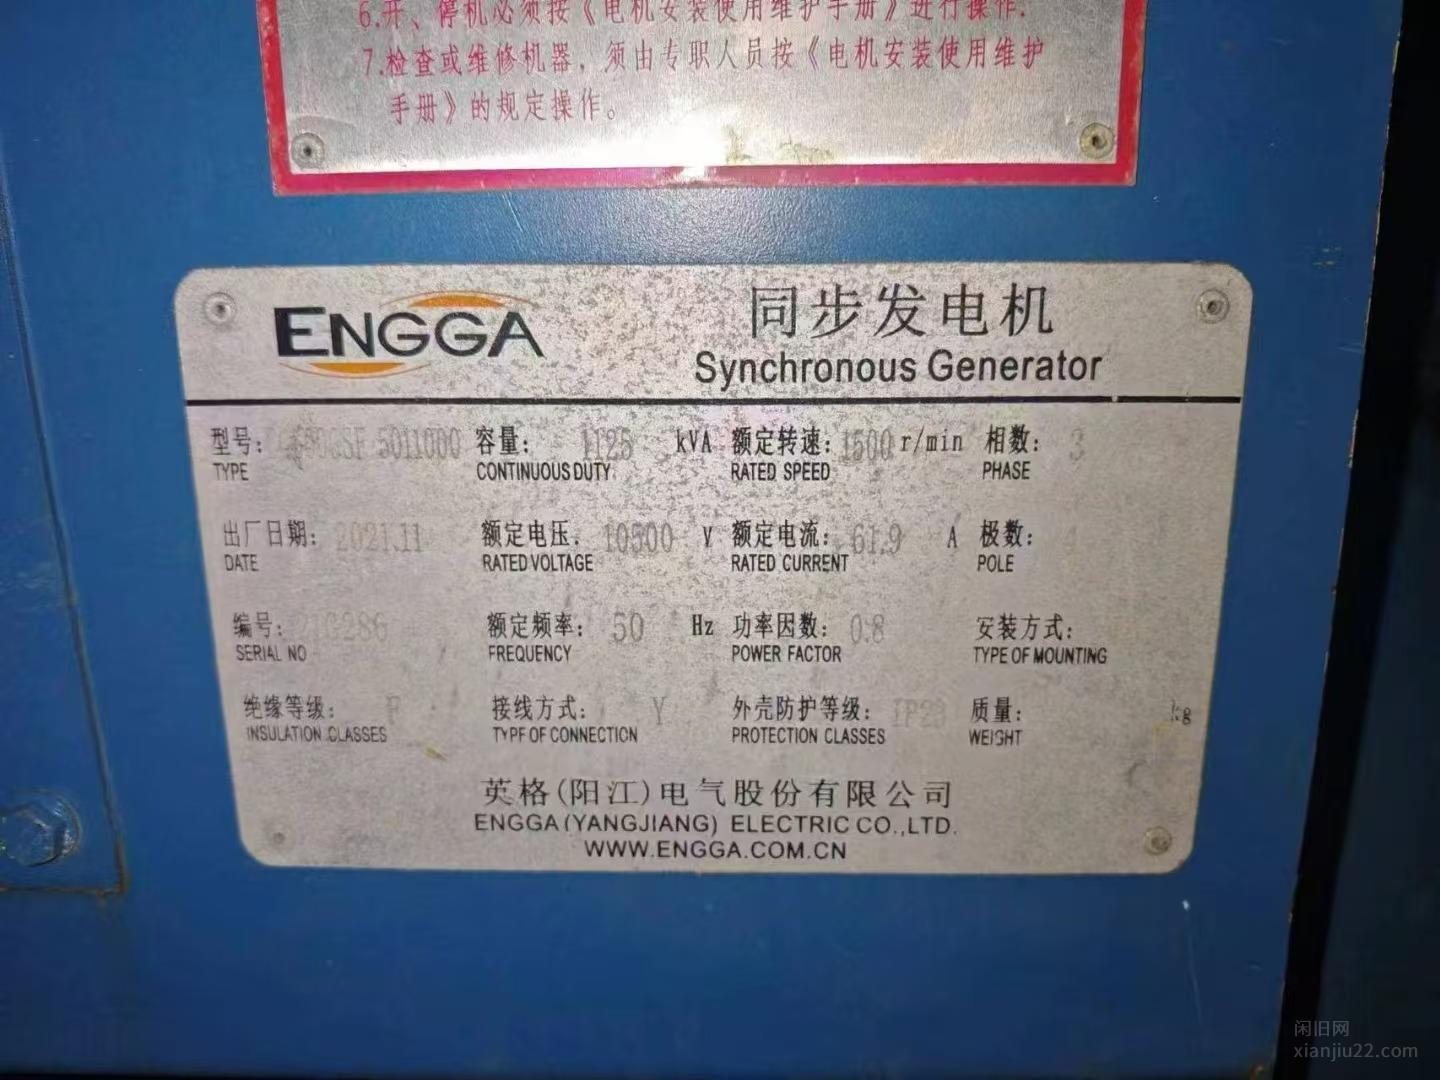 6.开、停机必须按《电机安装使用维护手册》进行操作.
7.检查或维修机器，须由专职人员按《电机安装使用维护
手册》的规定操作。
ENGGA
同步发电机
Synchronous Generator
型号: 5011000 容量: 1125 kVA 额定转速: 1500 r/min 相数: 3
TYPE CONTINUOUS DUTY RATED SPEED PHASE
出厂日期: 2021.11 额定电压: 10500 V 额定电流: 61.9 A 极数: 4
DATE RATED VOLTAGE RATED CURRENT POLE
编号: 额定频率: 50 Hz 功率因数: 0.8 安装方式:
SERIAL NO FREQUENCY POWER FACTOR TYPE OF MOUNTING
绝缘等级: F 接线方式: Y 外壳防护等级: IP23 质量: kg
INSULATION CLASSES TYPE OF CONNECTION PROTECTION CLASSES WEIGHT
英格(阳江)电气股份有限公司
ENGGA(YANGJIANG) ELECTRIC CO.,LTD.
WWW.ENGGA.COM.CN
闲旧网
xianjiu22.com